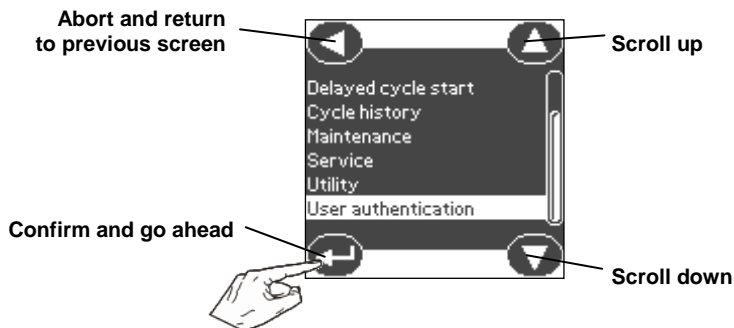 Abort and return
to previous screen
Scroll up
Delayed cycle start
Cycle history
Maintenance
Service
Utility
User authentication
Confirm and go ahead
Scroll down